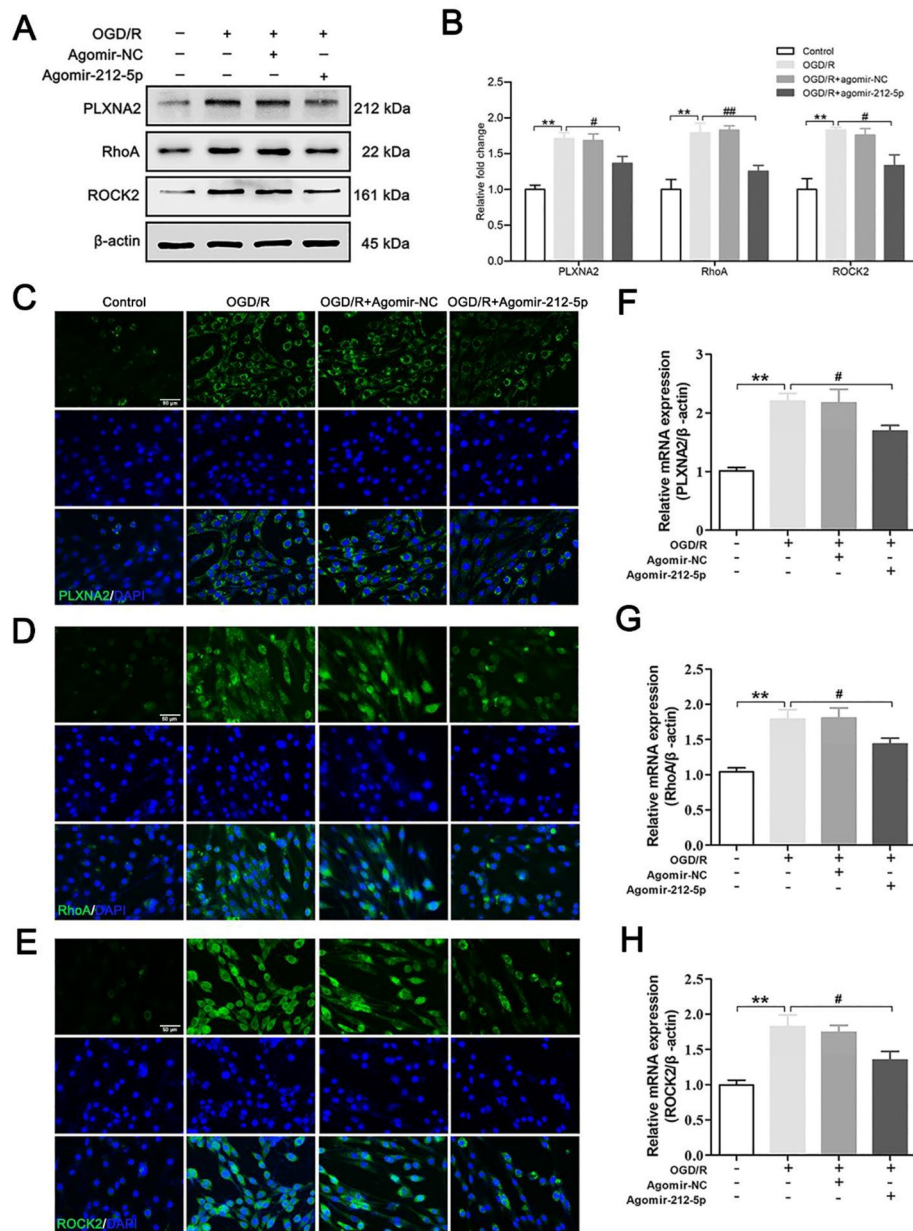 A
OGD/R − + + +
Agomir-NC − − + −
Agomir-212-5p − − − +
PLXNA2 212 kDa
RhoA 22 kDa
ROCK2 161 kDa
β-actin 45 kDa
B
Control
OGD/R
OGD/R+agomir-NC
OGD/R+agomir-212-5p
Relative fold change
2.5
2.0
1.5
1.0
0.5
0.0
** #
** ##
** #
PLXNA2 RhoA ROCK2
C
Control OGD/R OGD/R+Agomir-NC OGD/R+Agomir-212-5p
50 μm
PLXNA2/DAPI
D
50 μm
RhoA/DAPI
E
50 μm
ROCK2/DAPI
F
Relative mRNA expression
(PLXNA2/β -actin)
3
2
1
0
** #
OGD/R - + + +
Agomir-NC - - + -
Agomir-212-5p - - - +
G
Relative mRNA expression
(RhoA/β -actin)
2.5
2.0
1.5
1.0
0.5
0.0
** #
OGD/R - + + +
Agomir-NC - - + -
Agomir-212-5p - - - +
H
Relative mRNA expression
(ROCK2/β -actin)
2.5
2.0
1.5
1.0
0.5
0.0
** #
OGD/R - + + +
Agomir-NC - - + -
Agomir-212-5p - - - +